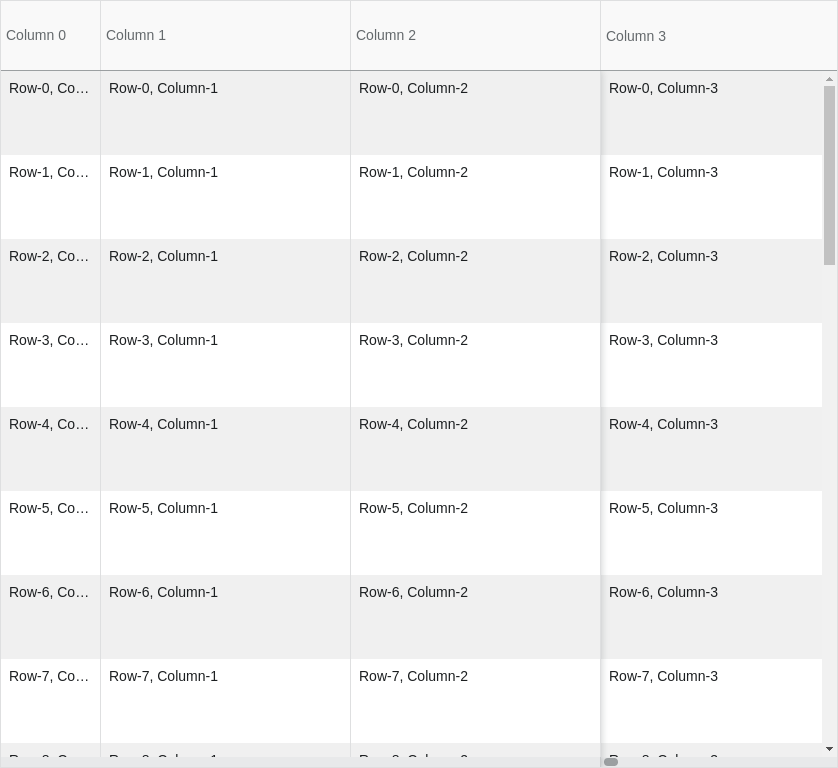 Column 0 Column 1 Column 2 Column 3
Row-0, Co... Row-0, Column-1 Row-0, Column-2 Row-0, Column-3
Row-1, Co... Row-1, Column-1 Row-1, Column-2 Row-1, Column-3
Row-2, Co... Row-2, Column-1 Row-2, Column-2 Row-2, Column-3
Row-3, Co... Row-3, Column-1 Row-3, Column-2 Row-3, Column-3
Row-4, Co... Row-4, Column-1 Row-4, Column-2 Row-4, Column-3
Row-5, Co... Row-5, Column-1 Row-5, Column-2 Row-5, Column-3
Row-6, Co... Row-6, Column-1 Row-6, Column-2 Row-6, Column-3
Row-7, Co... Row-7, Column-1 Row-7, Column-2 Row-7, Column-3